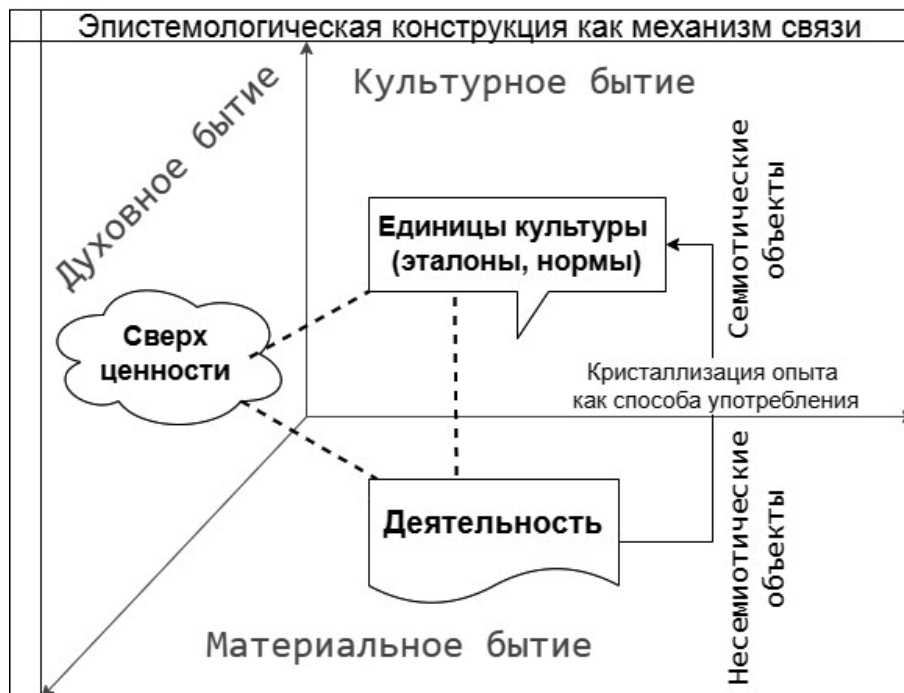 Эпистемологическая конструкция как механизм связи
Духовное бытие
Культурное бытие
Семиотические
объекты
Единицы культуры
(эталоны, нормы)
Сверх
ценности
Кристаллизация опыта
как способа употребления
Деятельность
Несемиотические
объекты
Материальное бытие